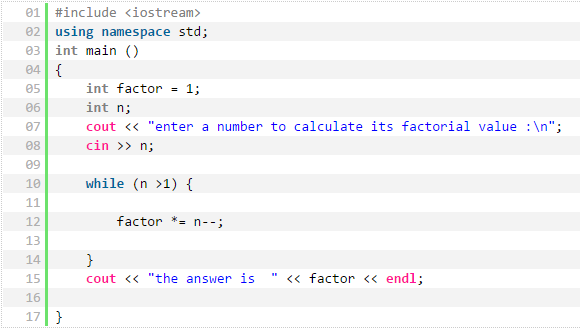 01 #include <iostream>
02 using namespace std;
03 int main ()
04 {
05     int factor = 1;
06     int n;
07     cout << "enter a number to calculate its factorial value :\n";
08     cin >> n;
09
10     while (n >1) {
11
12         factor *= n--;
13
14     }
15     cout << "the answer is  " << factor << endl;
16
17 }